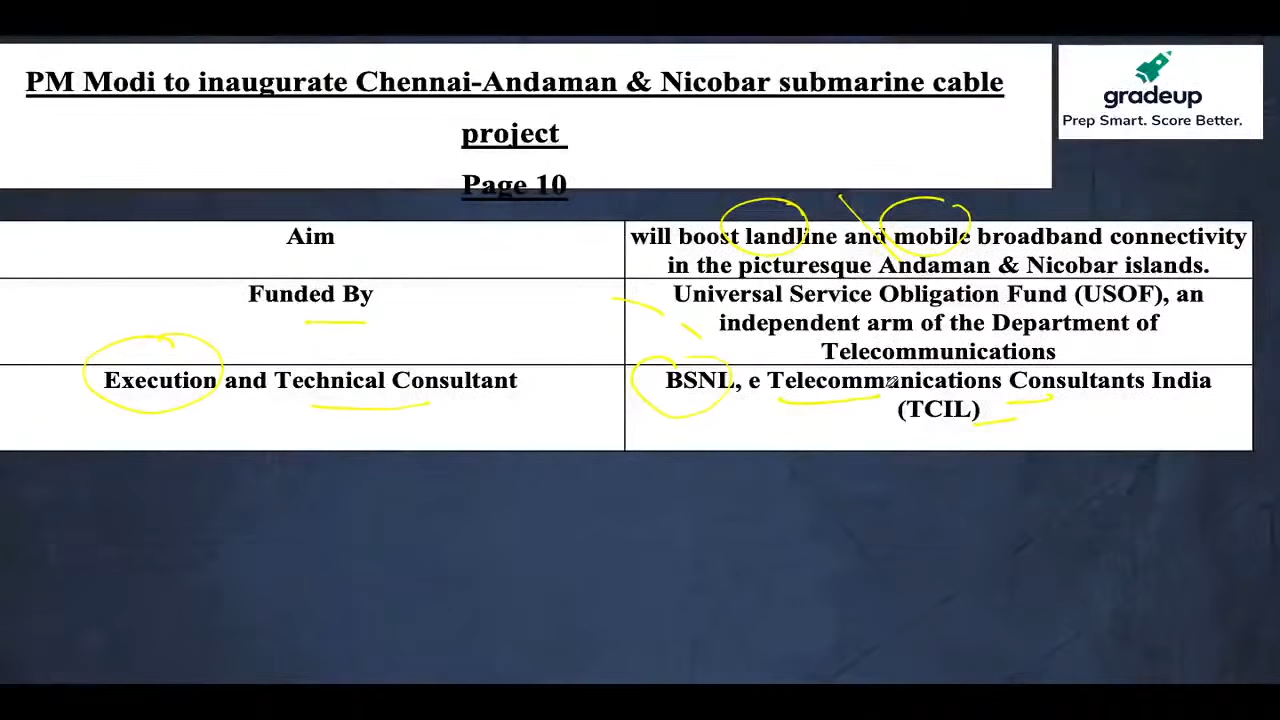 PM Modi to inaugurate Chennai-Andaman & Nicobar submarine cable
project
Page 10
gradeup
Prep Smart. Score Better.
Aim
will boost landline and mobile broadband connectivity
in the picturesque Andaman & Nicobar islands.
Funded By
Universal Service Obligation Fund (USOF), an
independent arm of the Department of
Telecommunications
Execution and Technical Consultant
BSNL, e Telecommunications Consultants India
(TCIL)